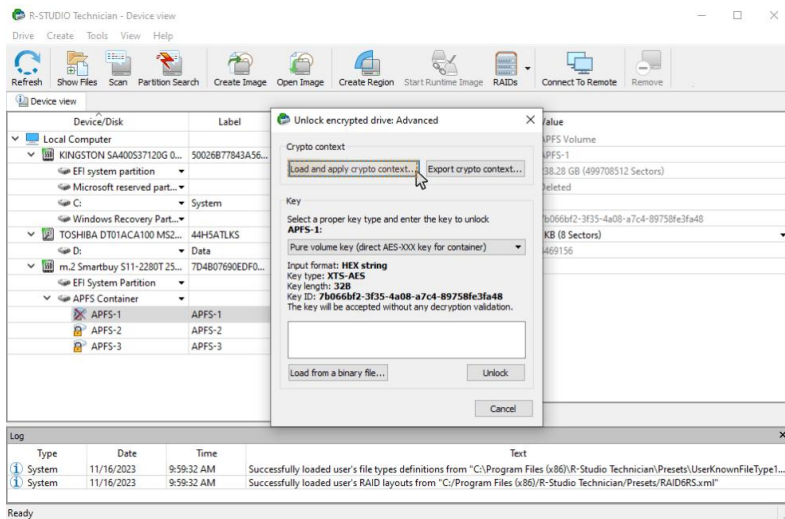 R-STUDIO Technician - Device view
Drive Create Tools View Help
Refresh Show Files Scan Partition Search Create Image Open Image Create Region Start Runtime Image RAIDs Connect To Remote Remove
Device view
Device/Disk Label
Local Computer
KINGSTON SA400S37120G 0... 50026B77843A56...
EFI system partition
Microsoft reserved part...
C: System
Windows Recovery Part...
TOSHIBA DT01ACA100 MS2... 44H5ATLKS
D: Data
m.2 Smartbuy S11-2280T 25... 7D4B07690EDF0...
EFI System Partition
APFS Container
APFS-1 APFS-1
APFS-2 APFS-2
APFS-3 APFS-3
Unlock encrypted drive: Advanced
Crypto context
Load and apply crypto context... Export crypto context...
Key
Select a proper key type and enter the key to unlock
APFS-1:
Pure volume key (direct AES-XXX key for container)
Input format: HEX string
Key type: XTS-AES
Key length: 32B
Key ID: 7b066bf2-3f35-4a08-a7c4-89758fe3fa48
The key will be accepted without any decryption validation.
Load from a binary file... Unlock
Cancel
APFS Volume
APFS-1
38.28 GB (499708512 Sectors)
7b066bf2-3f35-4a08-a7c4-89758fe3fa48
KB (8 Sectors)
469156
Log
Type Date Time Text
System 11/16/2023 9:59:32 AM Successfully loaded user's file types definitions from "C:\Program Files (x86)\R-Studio Technician\Presets\UserKnownFileType1...
System 11/16/2023 9:59:32 AM Successfully loaded user's RAID layouts from "C:/Program Files (x86)/R-Studio Technician/Presets/RAID6RS.xml"
Ready